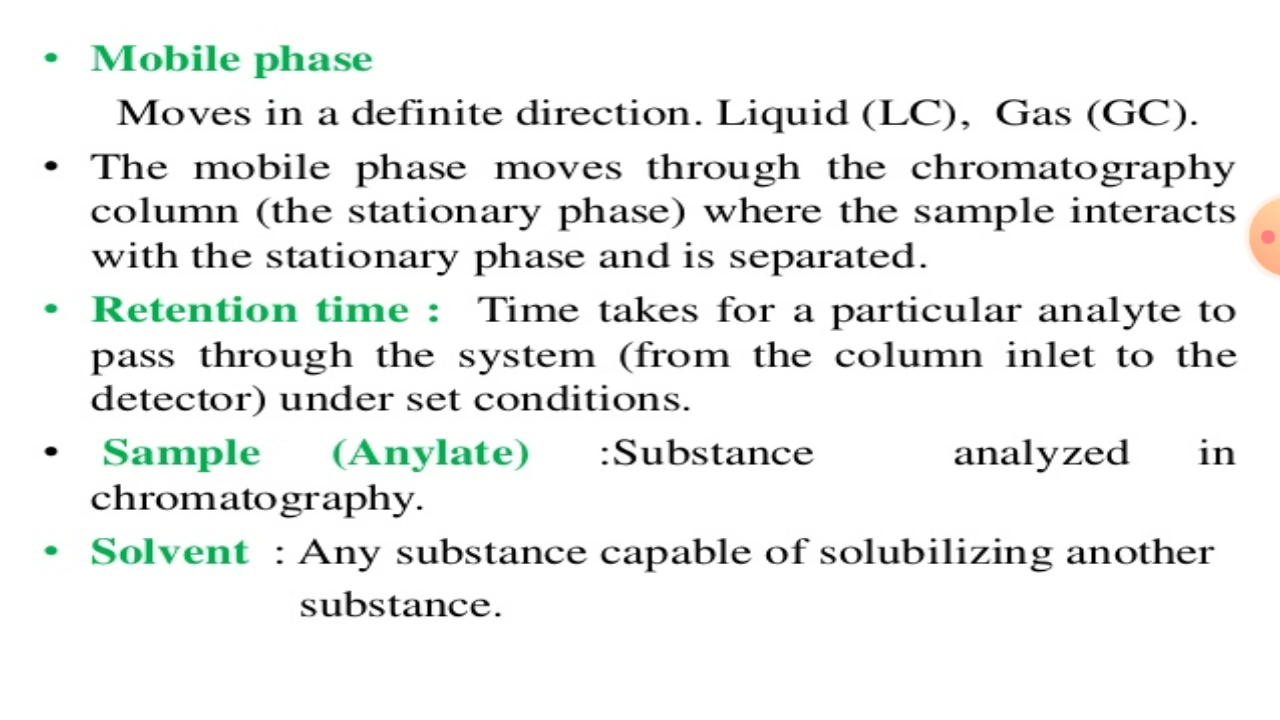 • Mobile phase
Moves in a definite direction. Liquid (LC), Gas (GC).
• The mobile phase moves through the chromatography
column (the stationary phase) where the sample interacts
with the stationary phase and is separated.
• Retention time : Time takes for a particular analyte to
pass through the system (from the column inlet to the
detector) under set conditions.
• Sample (Anylate) :Substance analyzed in
chromatography.
• Solvent : Any substance capable of solubilizing another
substance.